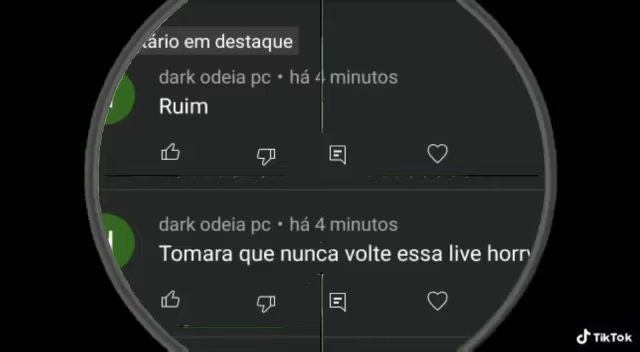 tário em destaque
dark odeia pc • há 4 minutos
Ruim
dark odeia pc • há 4 minutos
Tomara que nunca volte essa live horr
TikTok